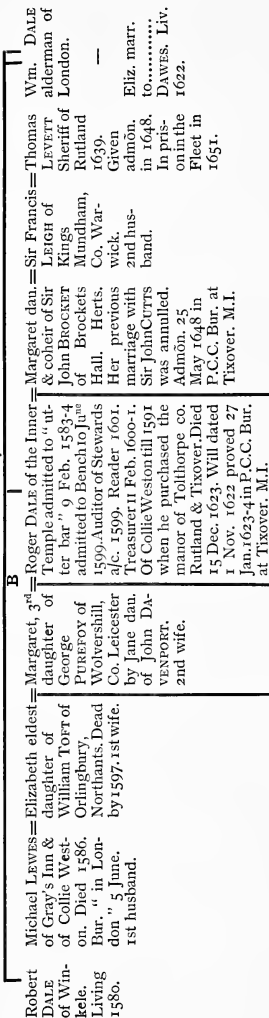 B
Robert
DALE
of Win-
kele.
Living
1580.
Michael LEWES=
of Gray's Inn &
of Collie West-
on. Died 1586.
Bur. "in Lon-
don" 5 June.
1st husband.
Elizabeth eldest=
daughter of
William TOFT of
Orlingbury,
Northants. Dead
by 1597. 1st wife.
Margaret, 3rd=
daughter of
George
PUREFOY of
Wolvershill,
Co. Leicester
by Jane dau.
of John DA-
VENPORT.
2nd wife.
Roger DALE of the Inner=
Temple admitted to "ut-
ter bar" 9 Feb. 1583-4
admitted to Bench 10 June
1599. Auditor of Stewards
a/c. 1599, Reader 1601.
Treasurer 11 Feb. 1600-1.
Of Collie Weston till 1591
when he purchased the
manor of Tolthorpe co.
Rutland & Tixover. Died
15 Dec. 1623. Will dated
1 Nov. 1622 proved 27
Jan. 1623-4 in P.C.C. Bur.
at Tixover. M.I.
Margaret dau.=
& coheir of Sir
John BROCKET
of Brockets
Hall. Herts.
Her previous
marriage with
Sir John CUTTS
was annulled.
Admõn. 25
May 1648 in
P.C.C. Bur. at
Tixover. M.I.
Sir Francis=
LEIGH of
Kings
Mundham,
Co. War-
wick.
2nd hus-
band.
Thomas
LEVETT
Sheriff of
Rutland
1639.
Given
admõn.
in 1648.
In pris-
on in the
Fleet in
1651.
Wm. DALE
alderman of
London.
—
Eliz. marr.
to............
DAWES. Liv.
1622.